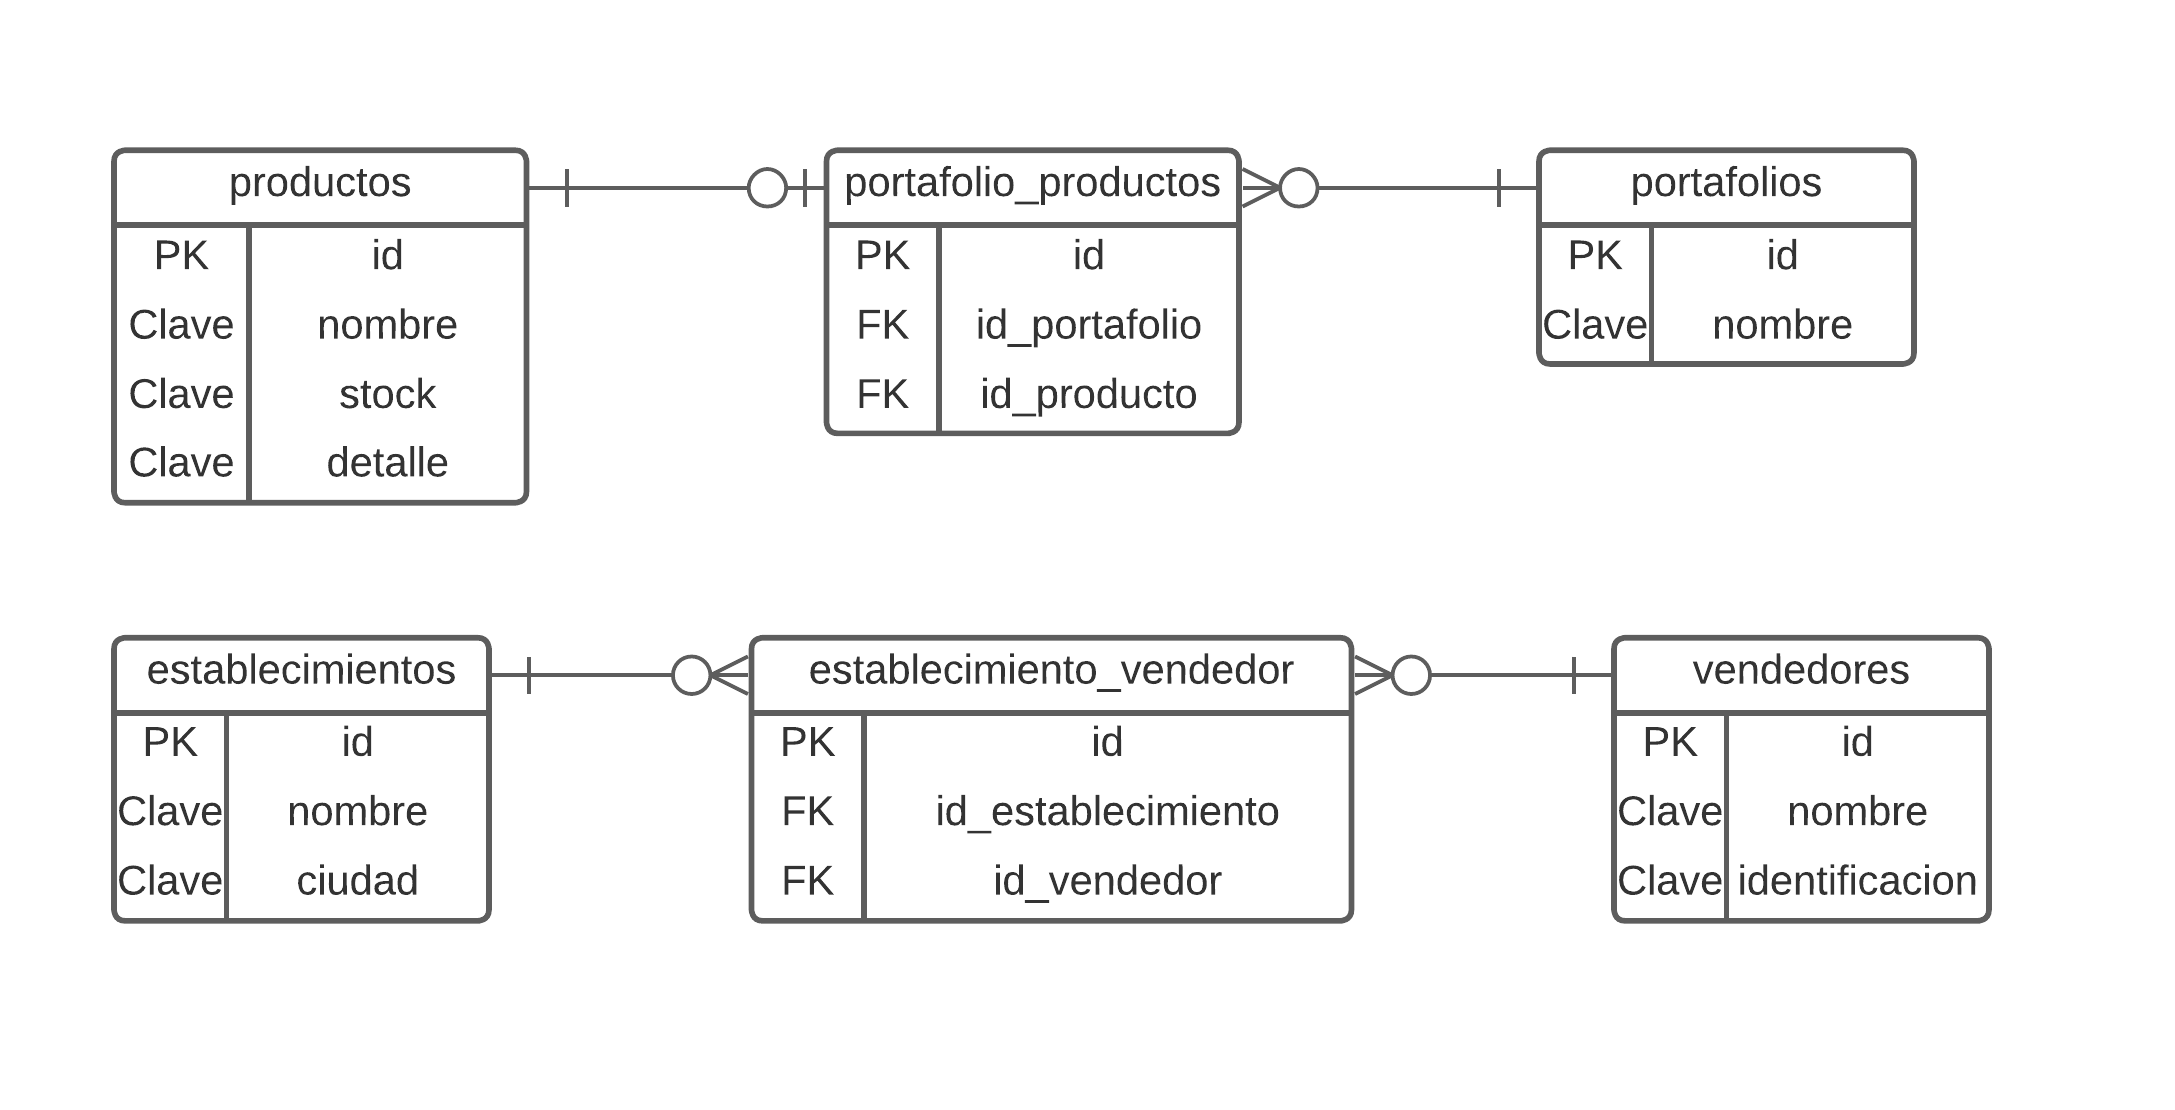 productos
PK id
Clave nombre
Clave stock
Clave detalle
portafolio_productos
PK id
FK id_portafolio
FK id_producto
portafolios
PK id
Clave nombre
establecimientos
PK id
Clave nombre
Clave ciudad
establecimiento_vendedor
PK id
FK id_establecimiento
FK id_vendedor
vendedores
PK id
Clave nombre
Clave identificacion